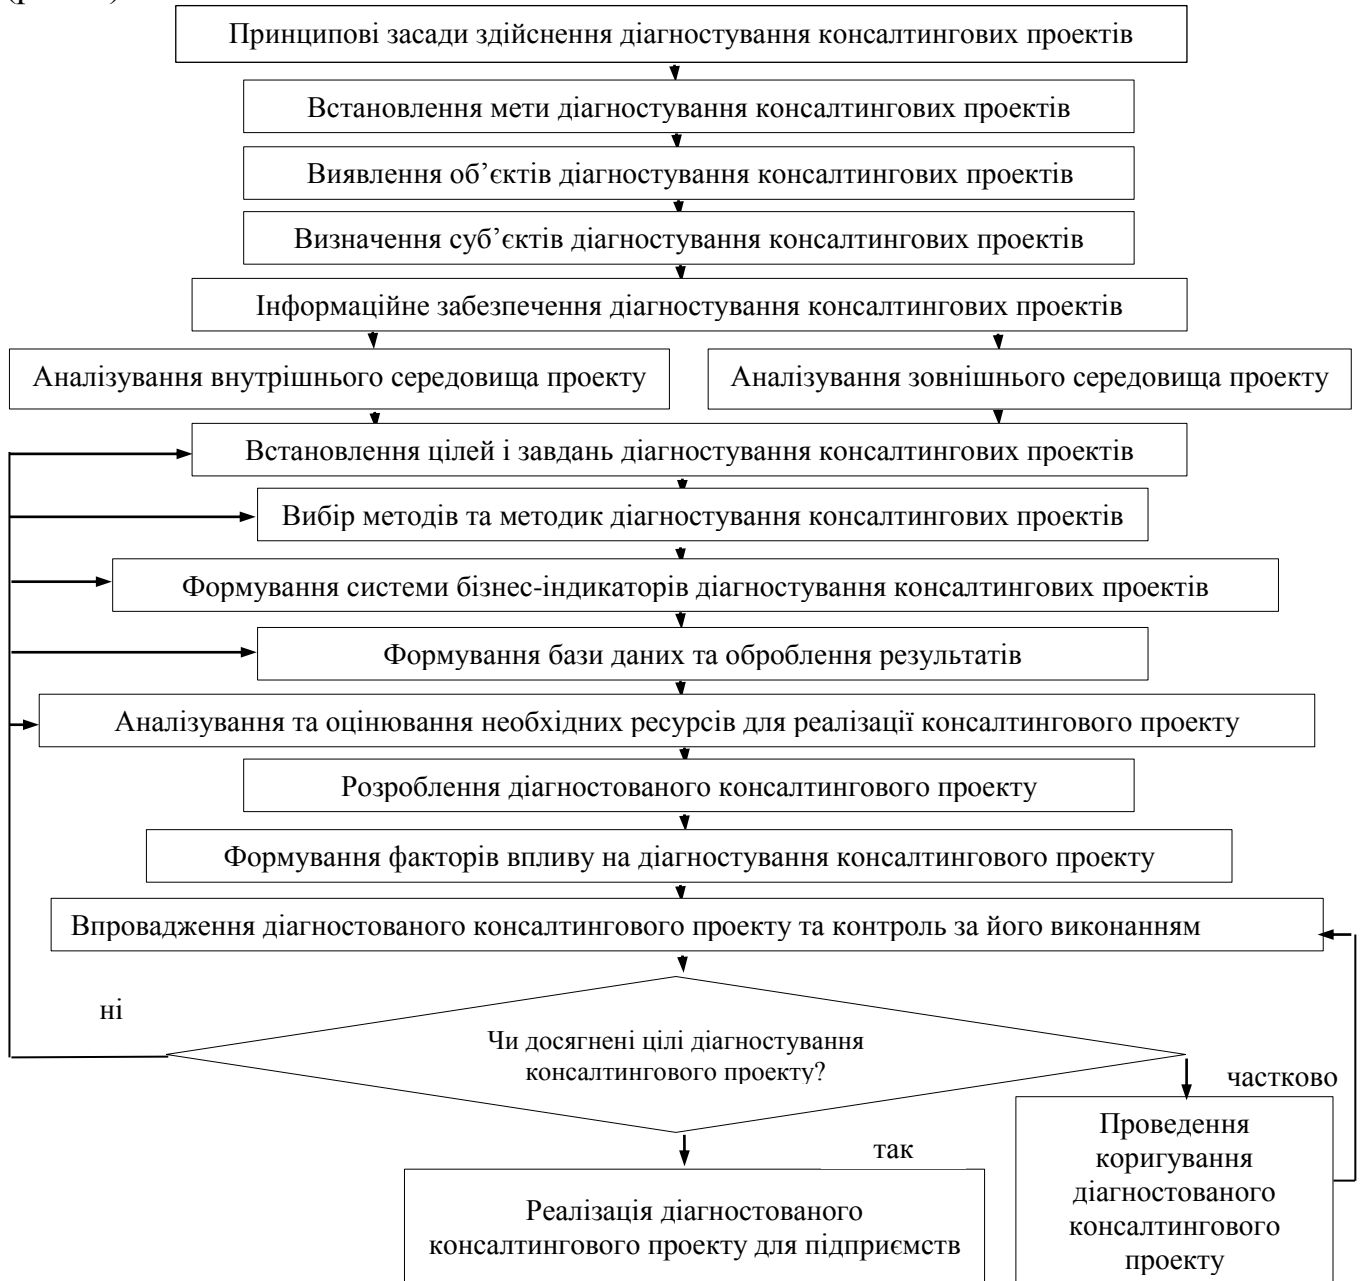 Принципові засади здійснення діагностування консалтингових проектів
Встановлення мети діагностування консалтингових проектів
Виявлення об’єктів діагностування консалтингових проектів
Визначення суб’єктів діагностування консалтингових проектів
Інформаційне забезпечення діагностування консалтингових проектів
Аналізування внутрішнього середовища проекту
Аналізування зовнішнього середовища проекту
Встановлення цілей і завдань діагностування консалтингових проектів
Вибір методів та методик діагностування консалтингових проектів
Формування системи бізнес-індикаторів діагностування консалтингових проектів
Формування бази даних та оброблення результатів
Аналізування та оцінювання необхідних ресурсів для реалізації консалтингового проекту
Розроблення діагностованого консалтингового проекту
Формування факторів впливу на діагностування консалтингового проекту
Впровадження діагностованого консалтингового проекту та контроль за його виконанням
ні
Чи досягнені цілі діагностування
консалтингового проекту?
частково
так
Проведення
коригування
діагностованого
консалтингового
проекту
Реалізація діагностованого
консалтингового проекту для підприємств